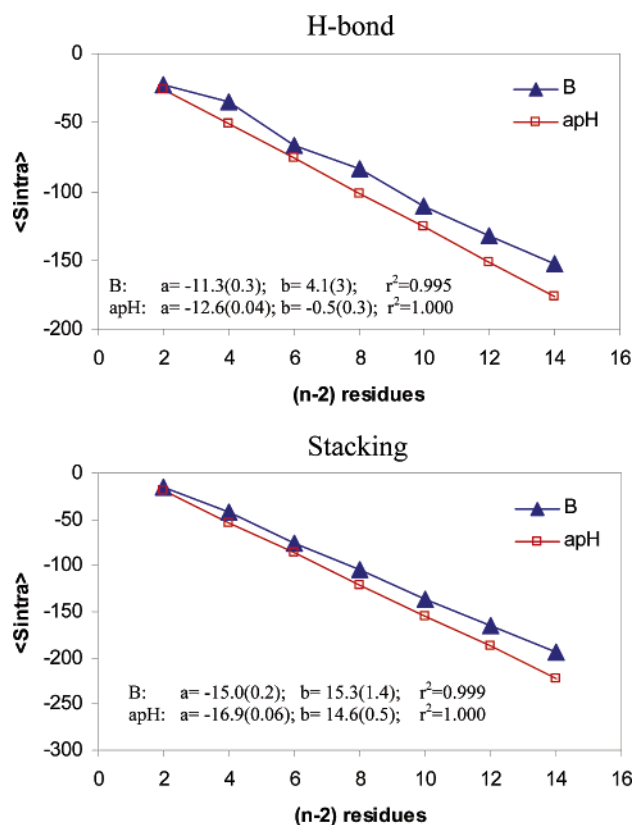 H-bond
0
-50
-100
-150
-200
<Sintra>
B
apH
B: a= -11.3(0.3); b= 4.1(3); r²=0.995
apH: a= -12.6(0.04); b= -0.5(0.3); r²=1.000
0 2 4 6 8 10 12 14 16
(n-2) residues
Stacking
0
-50
-100
-150
-200
-250
-300
<Sintra>
B
apH
B: a= -15.0(0.2); b= 15.3(1.4); r²=0.999
apH: a= -16.9(0.06); b= 14.6(0.5); r²=1.000
0 2 4 6 8 10 12 14 16
(n-2) residues